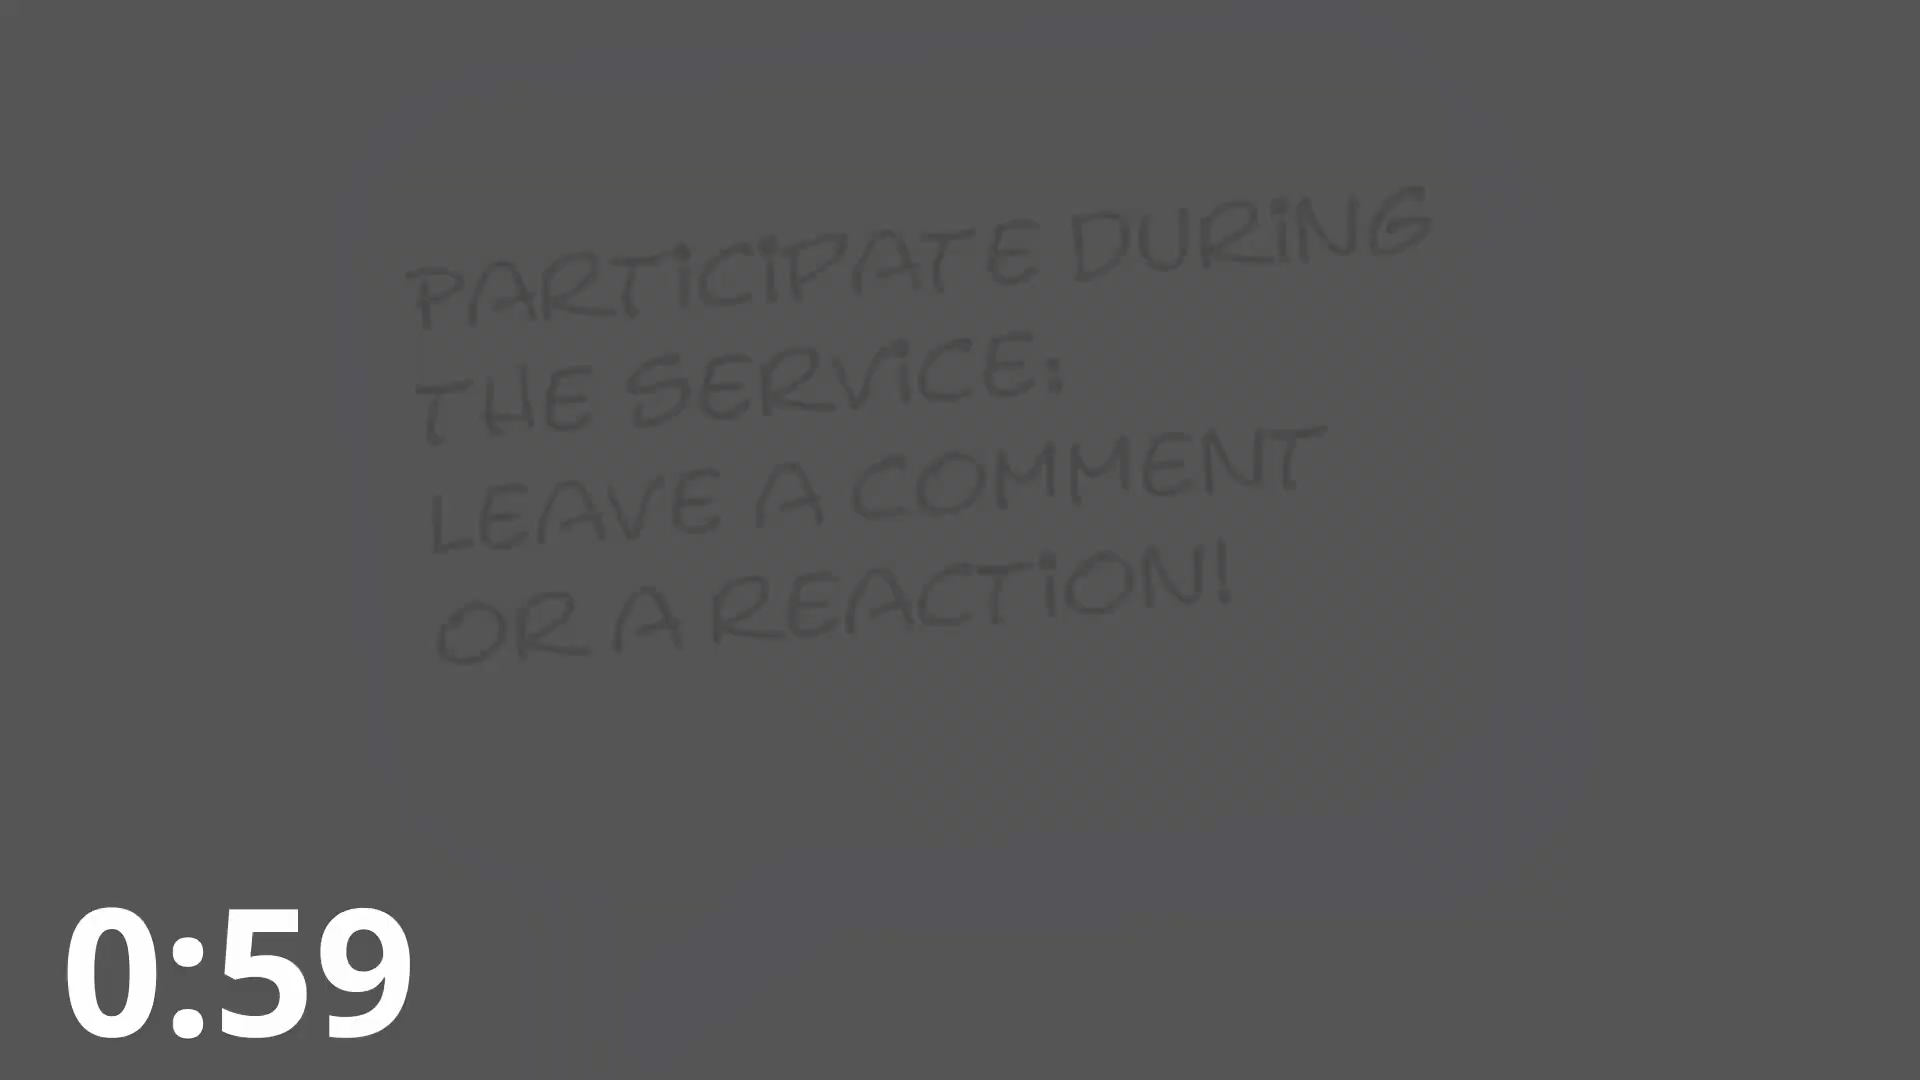 PARTICIPATE DURING
THE SERVICE:
LEAVE A COMMENT
OR A REACTION!
0:59